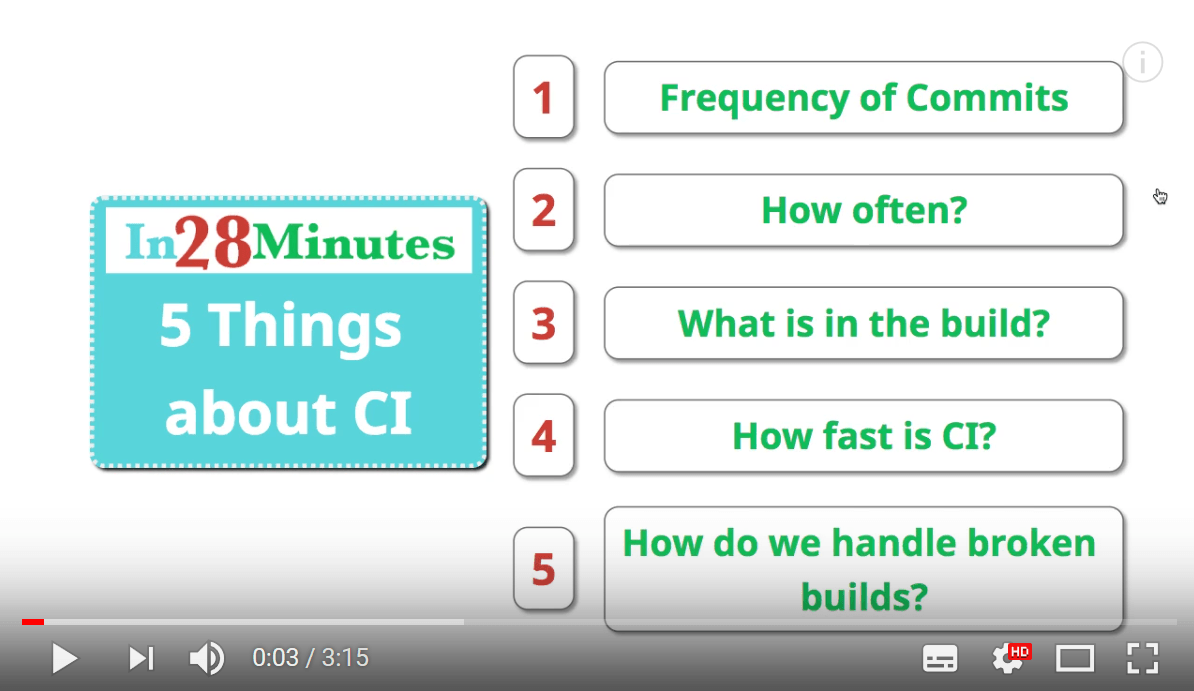 In28Minutes
5 Things
about CI
1
Frequency of Commits
2
How often?
3
What is in the build?
4
How fast is CI?
5
How do we handle broken
builds?
i
0:03 / 3:15
HD